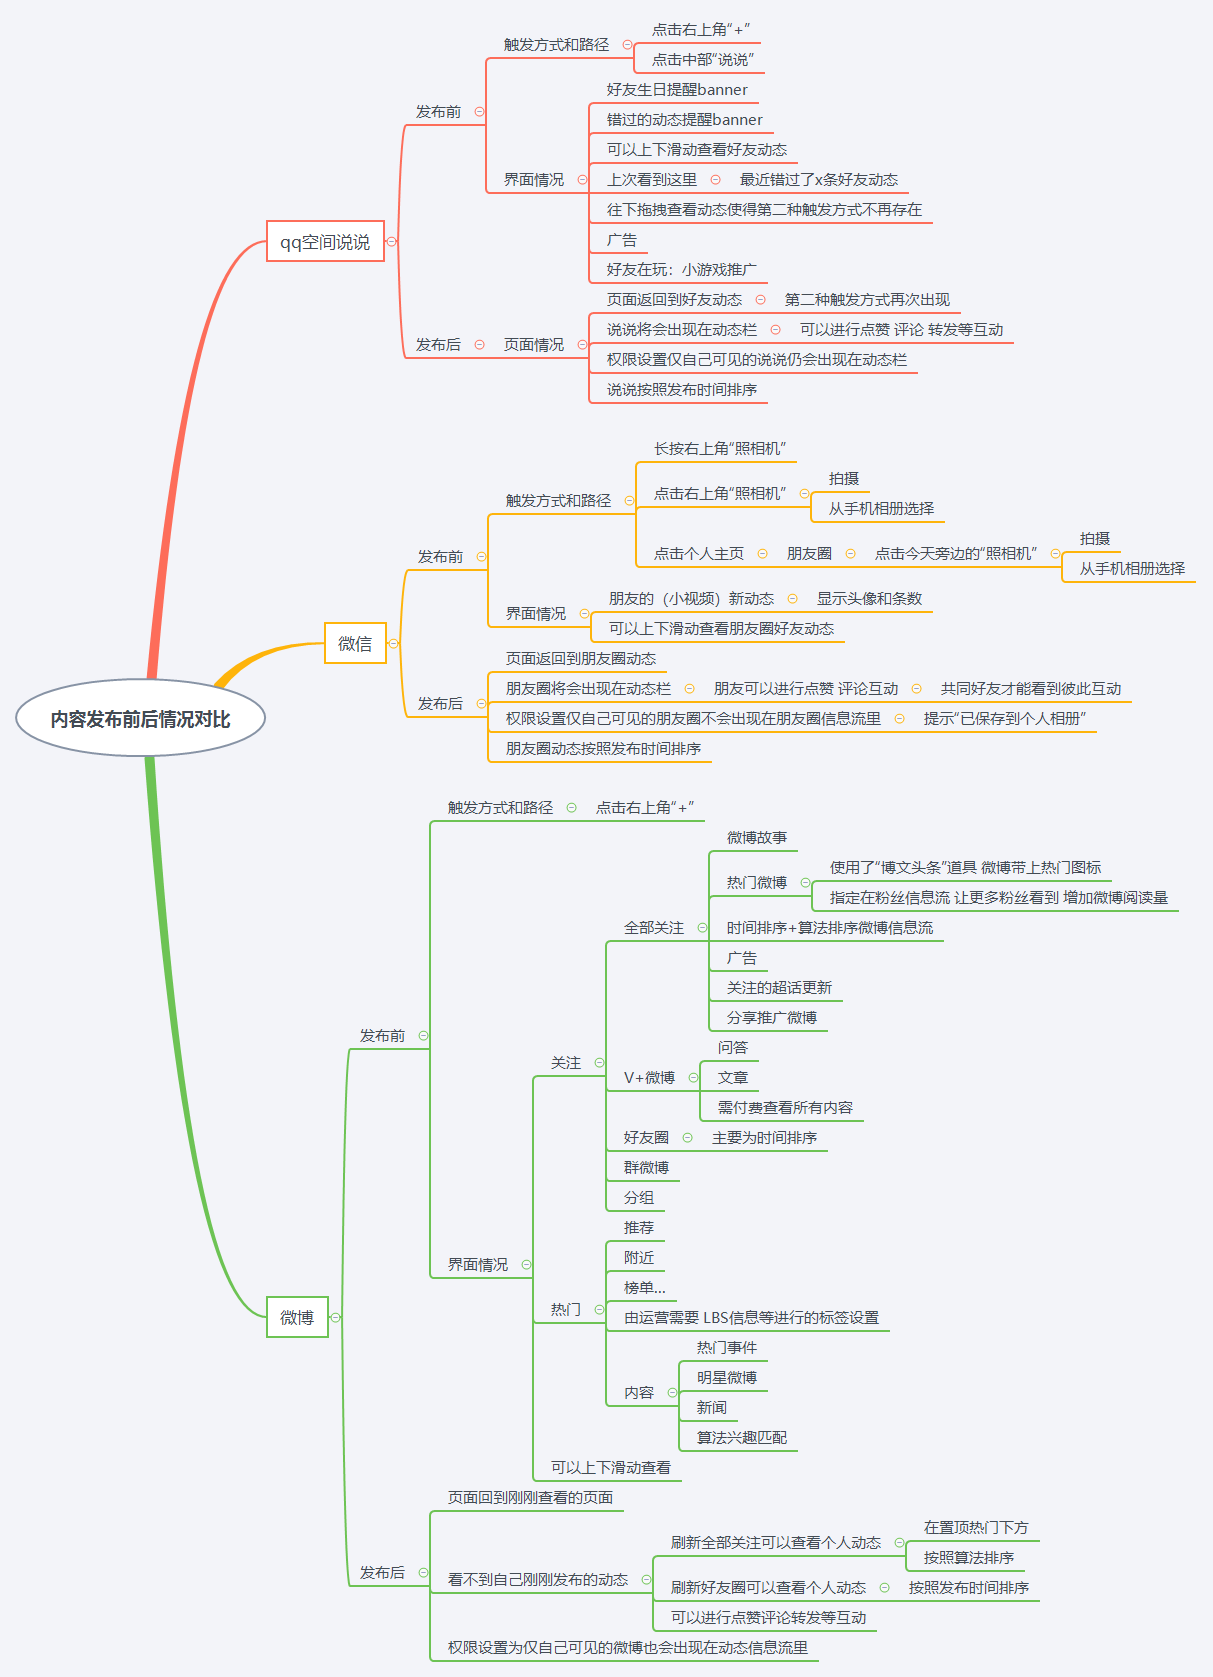 内容发布前后情况对比
qq空间说说
发布前
触发方式和路径
点击右上角“+”
点击中部“说说”
界面情况
好友生日提醒banner
错过的动态提醒banner
可以上下滑动查看好友动态
上次看到这里
最近错过了x条好友动态
往下拖拽查看动态使得第二种触发方式不再存在
广告
好友在玩：小游戏推广
发布后
页面情况
页面返回到好友动态
第二种触发方式再次出现
说说将会出现在动态栏
可以进行点赞 评论 转发等互动
权限设置仅自己可见的说说仍会出现在动态栏
说说按照发布时间排序
微信
发布前
触发方式和路径
长按右上角“照相机”
点击右上角“照相机”
拍摄
从手机相册选择
点击个人主页
朋友圈
点击今天旁边的“照相机”
拍摄
从手机相册选择
界面情况
朋友的（小视频）新动态
显示头像和条数
可以上下滑动查看朋友圈好友动态
发布后
页面返回到朋友圈动态
朋友圈将会出现在动态栏
朋友可以进行点赞 评论互动
共同好友才能看到彼此互动
权限设置仅自己可见的朋友圈不会出现在朋友圈信息流里
提示“已保存到个人相册”
朋友圈动态按照发布时间排序
微博
发布前
触发方式和路径
点击右上角“+”
界面情况
关注
全部关注
微博故事
热门微博
使用了“博文头条”道具 微博带上热门图标
指定在粉丝信息流 让更多粉丝看到 增加微博阅读量
时间排序+算法排序微博信息流
广告
关注的超话更新
分享推广微博
V+微博
问答
文章
需付费查看所有内容
好友圈
主要为时间排序
群微博
分组
热门
推荐
附近
榜单...
由运营需要 LBS信息等进行的标签设置
内容
热门事件
明星微博
新闻
算法兴趣匹配
可以上下滑动查看
发布后
页面回到刚刚查看的页面
看不到自己刚刚发布的动态
刷新全部关注可以查看个人动态
在置顶热门下方
按照算法排序
刷新好友圈可以查看个人动态
按照发布时间排序
可以进行点赞评论转发等互动
权限设置为仅自己可见的微博也会出现在动态信息流里